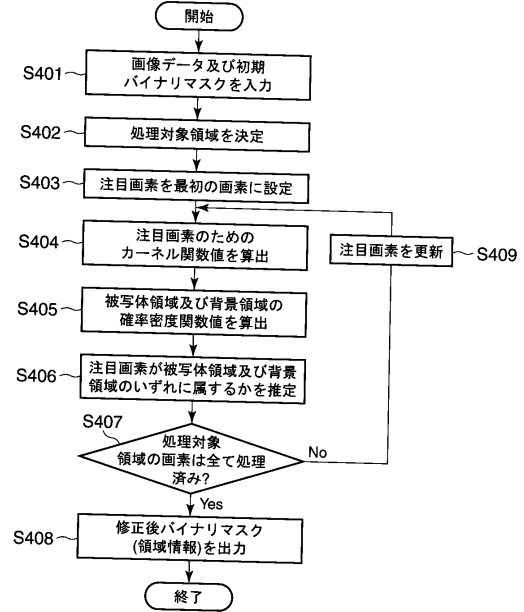 開始
S401
画像データ及び初期
バイナリマスクを入力
S402
処理対象領域を決定
S403
注目画素を最初の画素に設定
S404
注目画素のための
カーネル関数値を算出
注目画素を更新
S409
S405
被写体領域及び背景領域の
確率密度関数値を算出
S406
注目画素が被写体領域及び背景
領域のいずれに属するかを推定
S407
処理対象
領域の画素は全て処理
済み?
No
Yes
S408
修正後バイナリマスク
(領域情報)を出力
終了